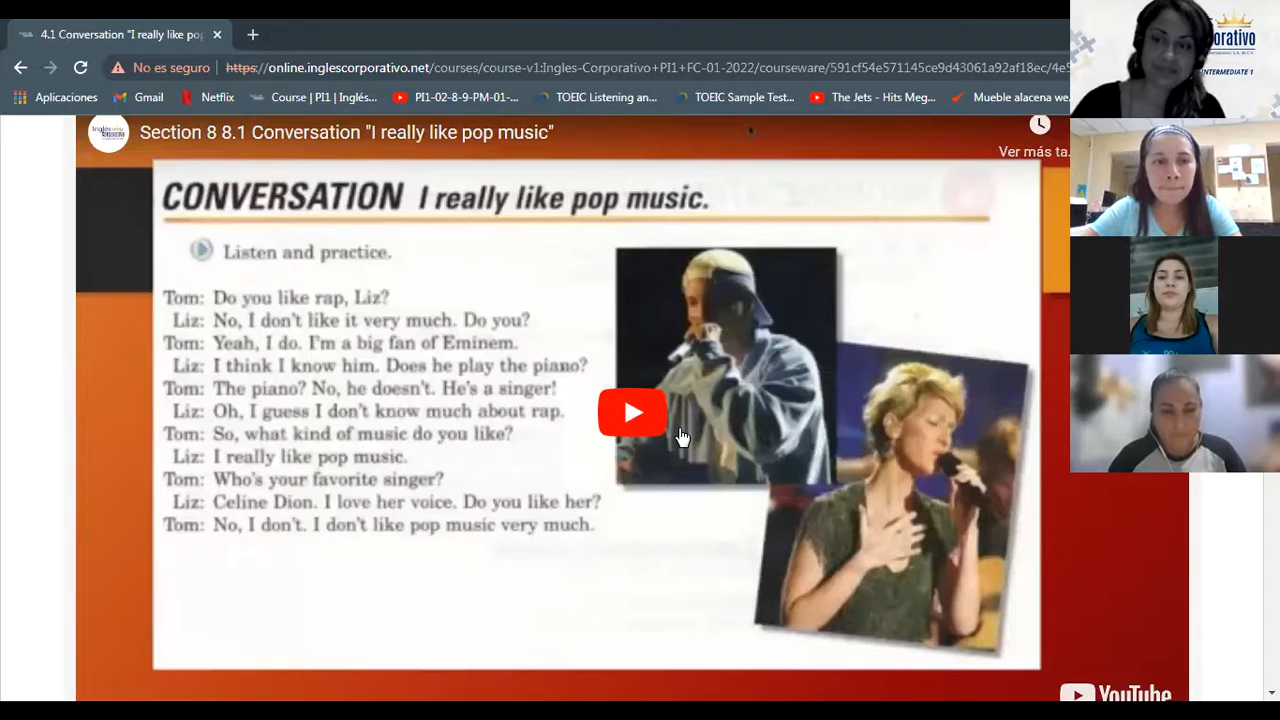 4.1 Conversation "I really like pop
No es seguro
https://online.inglescorporativo.net/courses/course-
Ingles-Corporativo+PI1-EC-01-2022/
/591cf54e571145ce9d43061a92af18ec/4e5
Aplicaciones
Gmail
Netflix
Course | PI1 | Inglés...
PI1-02-8-9-PM-01-...
TOEIC Listening an...
TOEIC Sample Test...
The Jets - Hits Meg...
Mueble alacena we
orativo
INTERMEDIATE 1
Section 8 8.1 Conversation "I really like pop music"
Ver más ta.
CONVERSATION I really like pop music.
Listen and practice.
Tom: Do you like rap, Liz?
Liz: No, I don't like it very much. Do you?
Tom: Yeah, I do. I'm a big fan of Eminem.
Liz: I think I know him. Does he play the piano?
Tom: The piano? No, he doesn't. He's a singer!
Liz: Oh, I guess I don't know much about rap.
Tom: So, what kind of music do you like?
Liz: I really like pop music.
Tom: Who's your favorite singer?
Liz: Celine Dion. I love her voice. Do you like her?
Tom: No, I don't. I don't like pop music very much.
YouTube